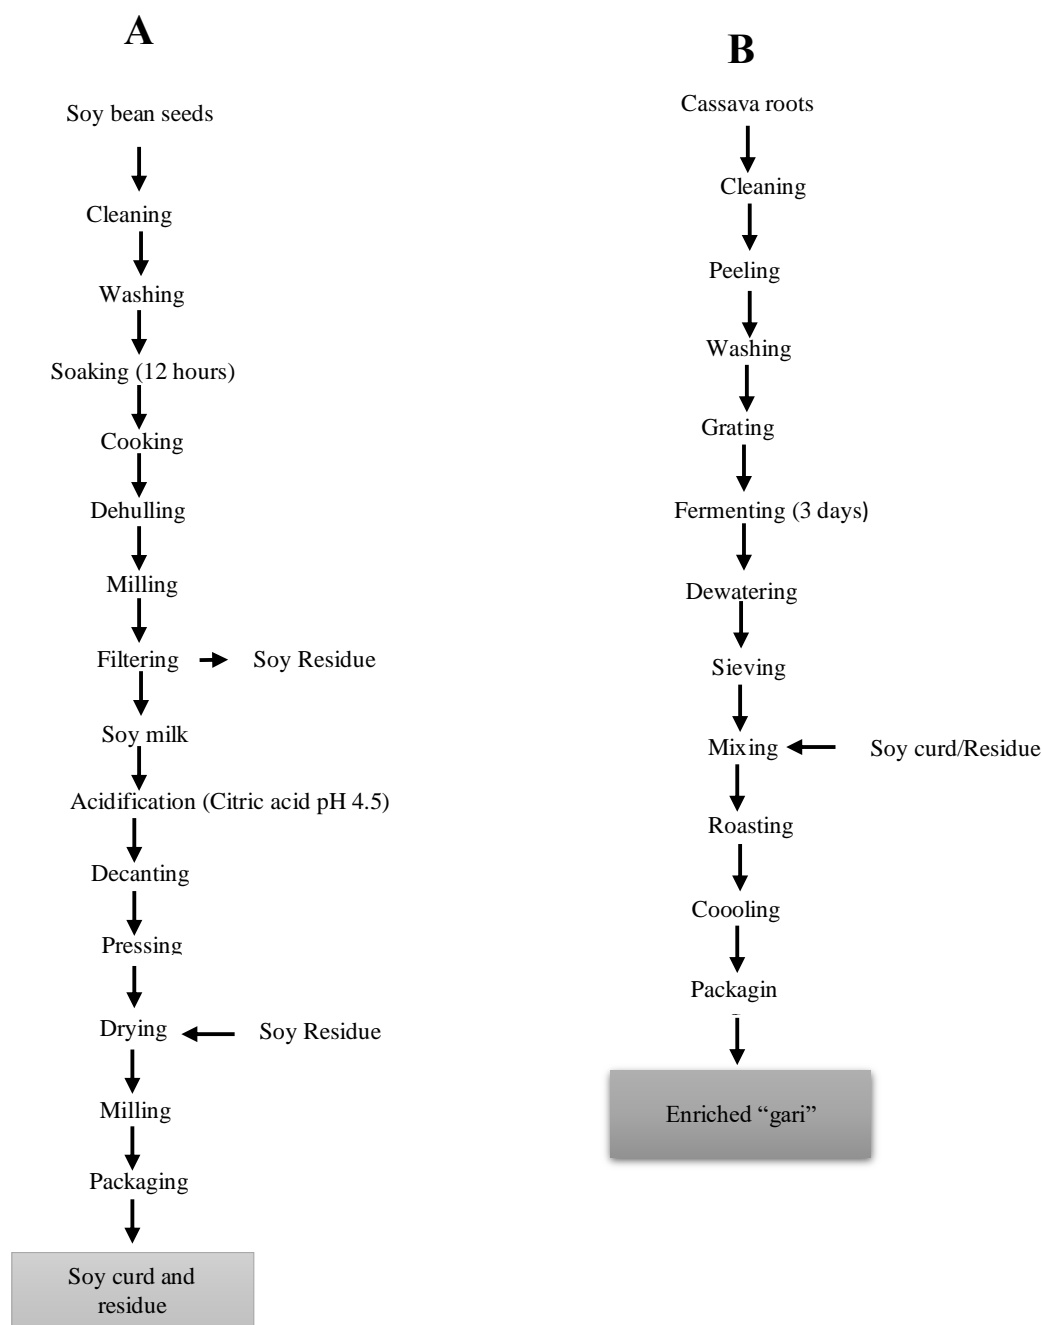 A
Soy bean seeds
Cleaning
Washing
Soaking (12 hours)
Cooking
Dehulling
Milling
Filtering
Soy Residue
Soy milk
Acidification (Citric acid pH 4.5)
Decanting
Pressing
Drying
Soy Residue
Milling
Packaging
Soy curd and
residue
B
Cassava roots
Cleaning
Peeling
Washing
Grating
Fermenting (3 days)
Dewatering
Sieving
Mixing
Soy curd/Residue
Roasting
Coooling
Packagin
Enriched “gari”